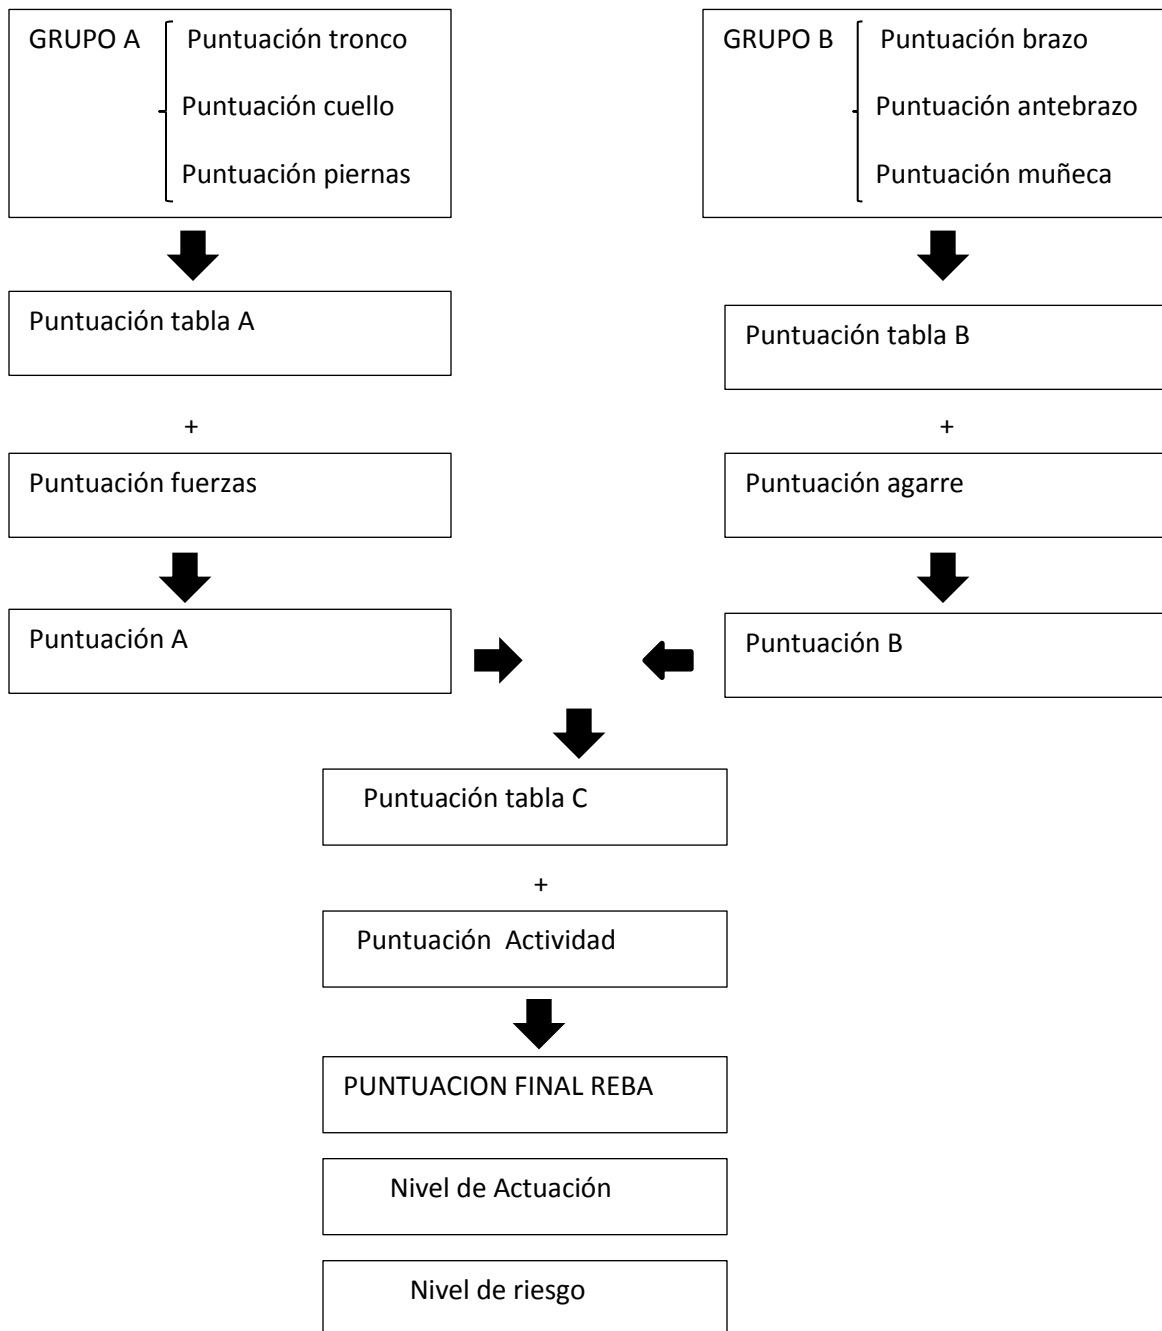 GRUPO A
Puntuación tronco
Puntuación cuello
Puntuación piernas
GRUPO B
Puntuación brazo
Puntuación antebrazo
Puntuación muñeca
Puntuación tabla A
Puntuación tabla B
+
+
Puntuación fuerzas
Puntuación agarre
Puntuación A
Puntuación B
Puntuación tabla C
+
Puntuación Actividad
PUNTUACION FINAL REBA
Nivel de Actuación
Nivel de riesgo